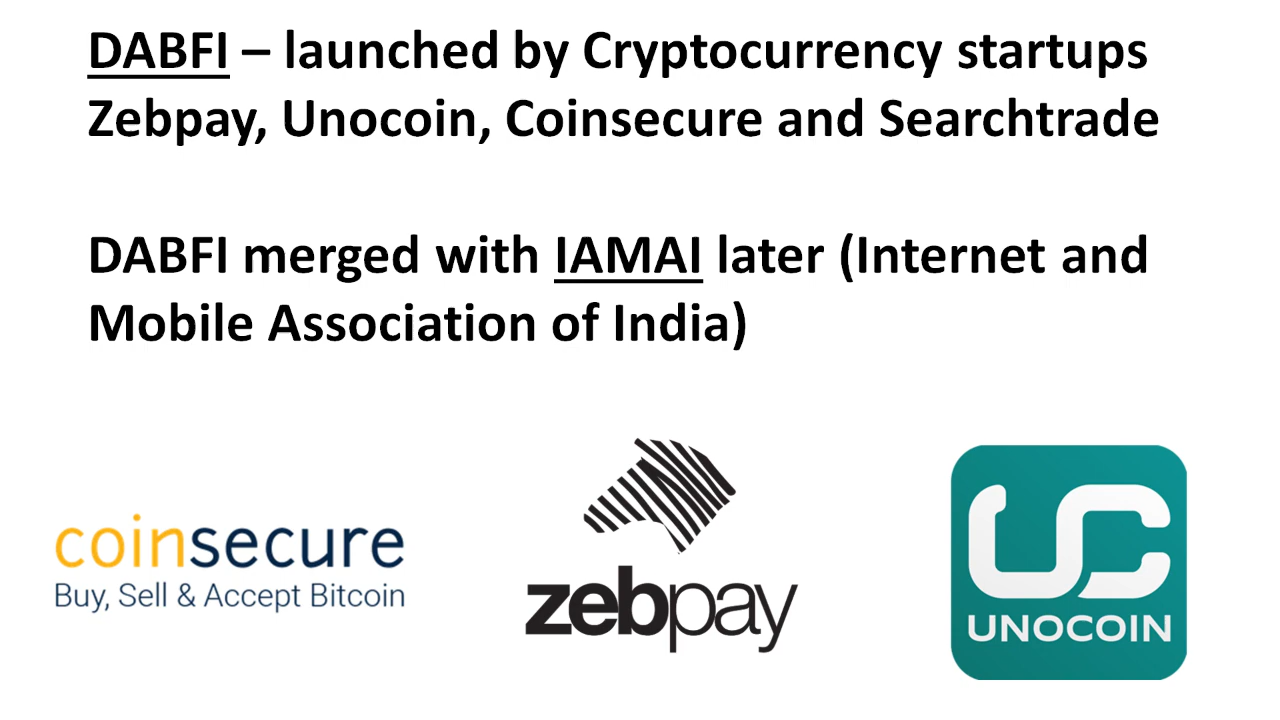 DABFI – launched by Cryptocurrency startups
Zebpay, Unocoin, Coinsecure and Searchtrade
DABFI merged with IAMAI later (Internet and
Mobile Association of India)
coinsecure
Buy, Sell & Accept Bitcoin
zebpay
UC
UNOCOIN